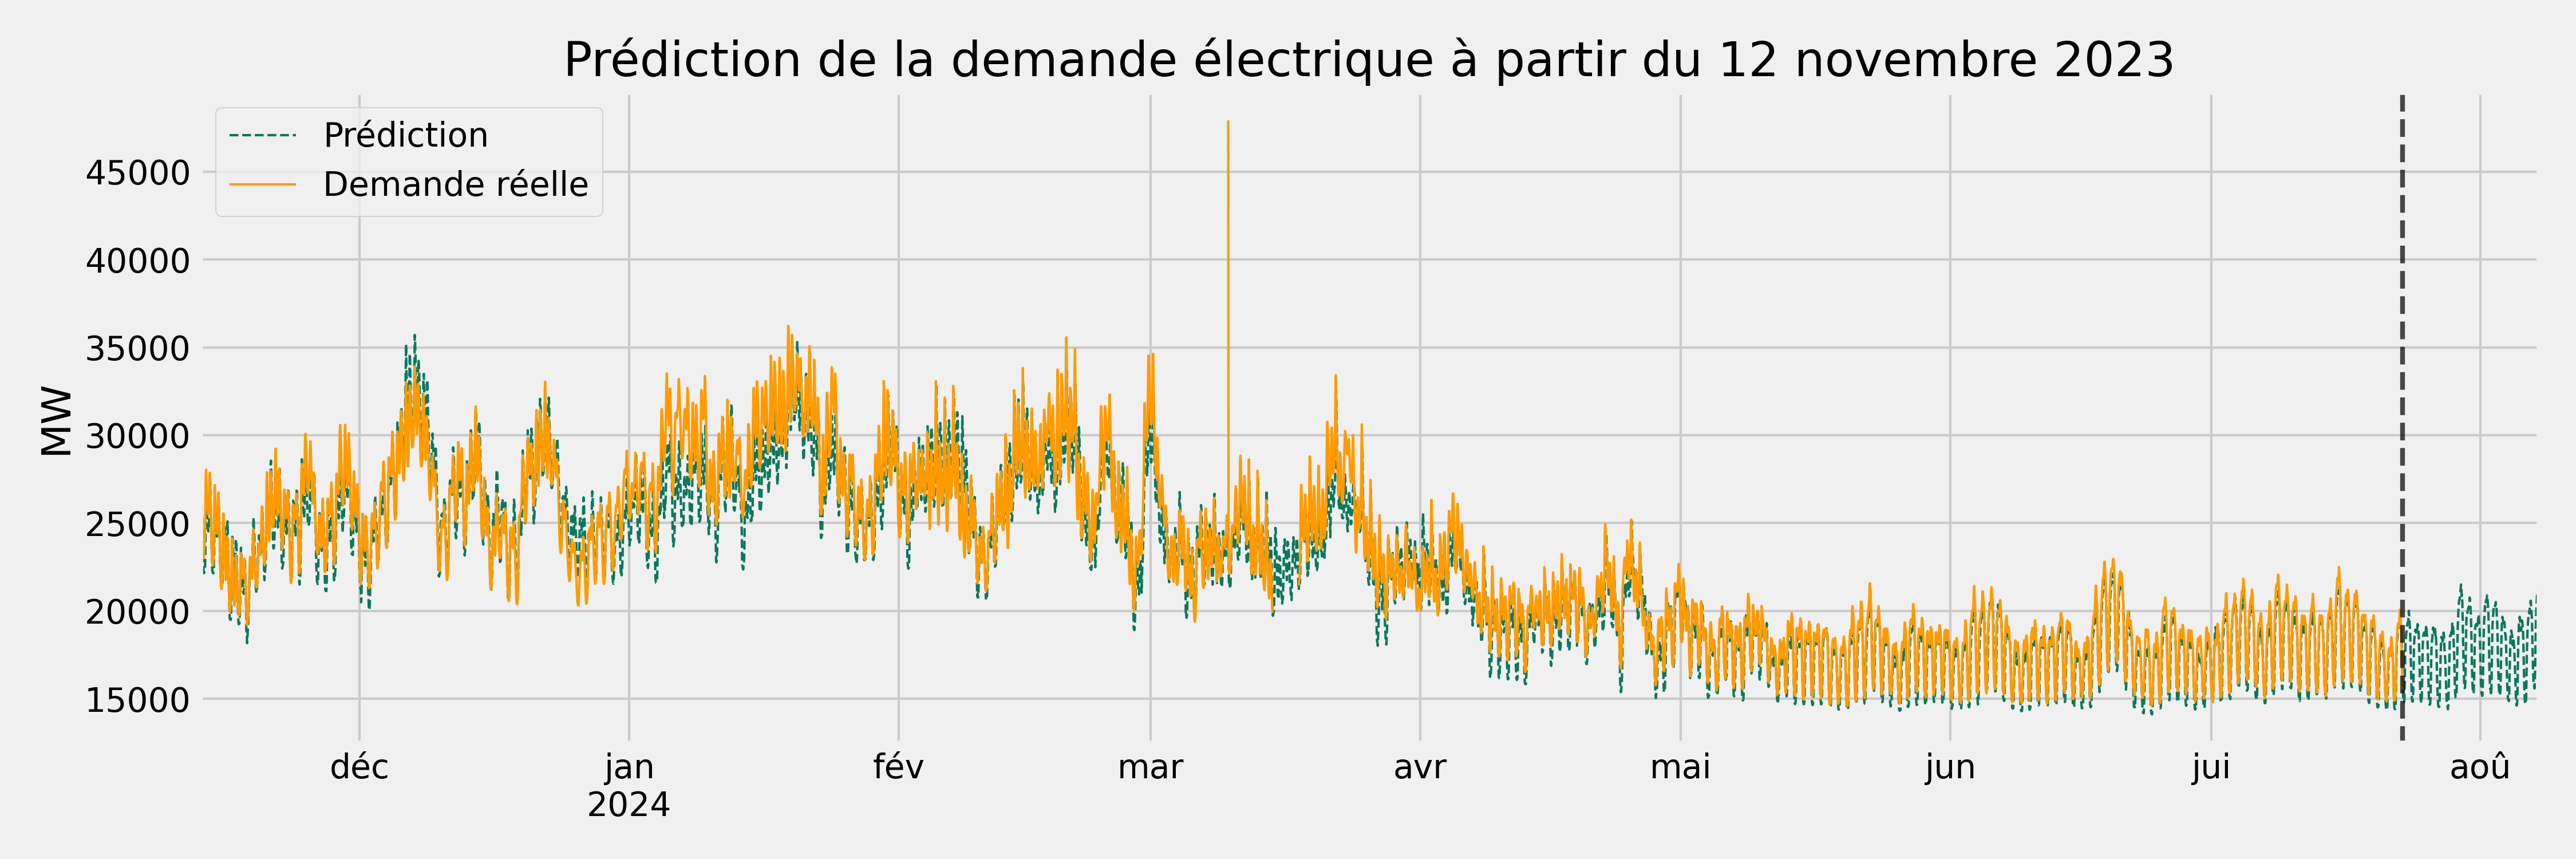 Prédiction de la demande électrique à partir du 12 novembre 2023
Prédiction
Demande réelle
45000
40000
35000
30000
25000
20000
15000
MW
déc
jan
fév
mar
avr
mai
jun
jui
aoû
2024